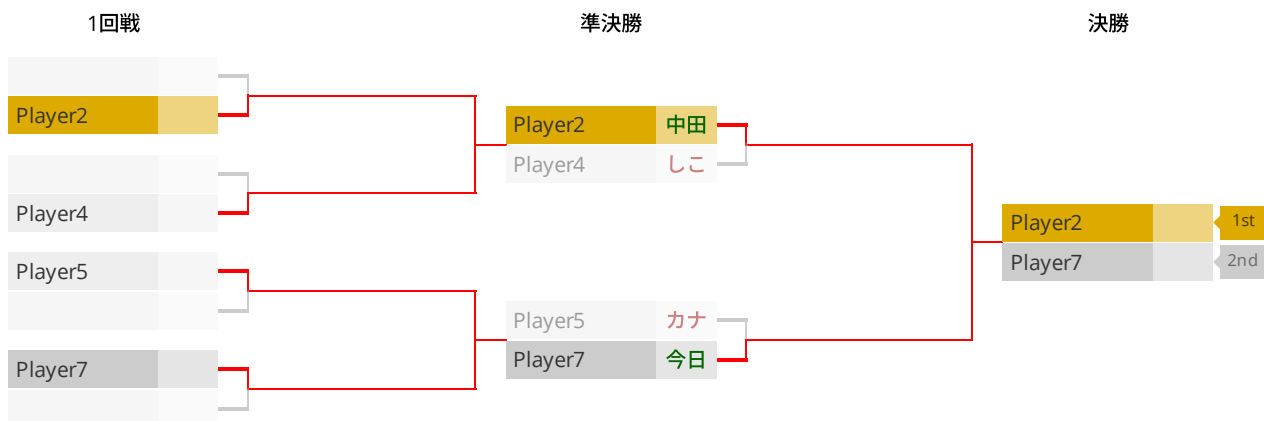 1回戦
準決勝
決勝
Player2
Player4
Player5
Player7
Player2 中田
Player4 しこ
Player5 カナ
Player7 今日
Player2 1st
Player7 2nd